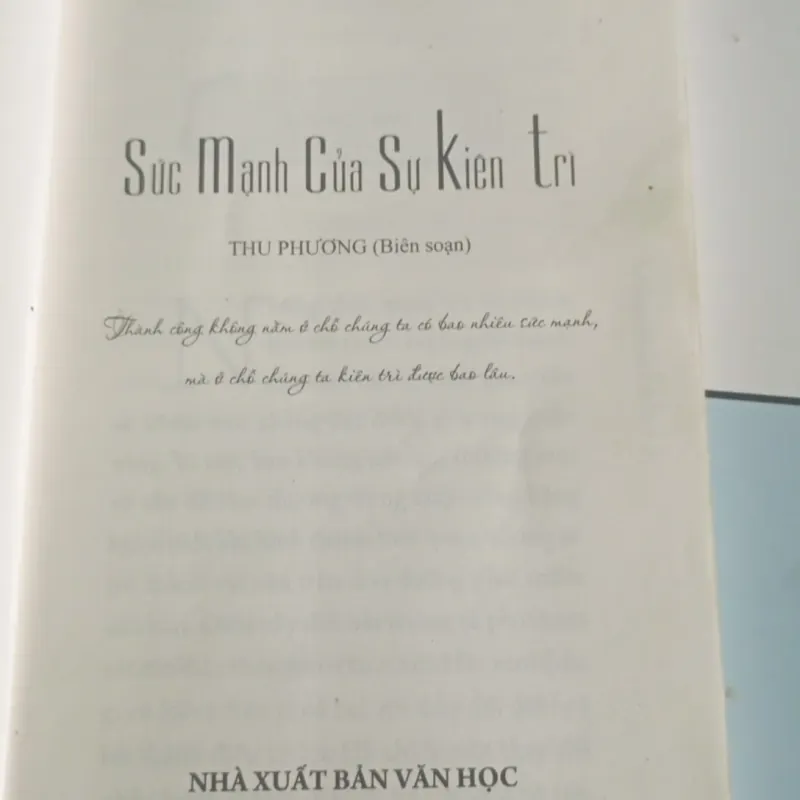 Sức Mạnh Của Sự Kiên trì
THU PHƯƠNG (Biên soạn)
Thành công không nằm ở chỗ chúng ta có bao nhiêu sức mạnh,
mà ở chỗ chúng ta kiên trì được bao lâu.
NHÀ XUẤT BẢN VĂN HỌC